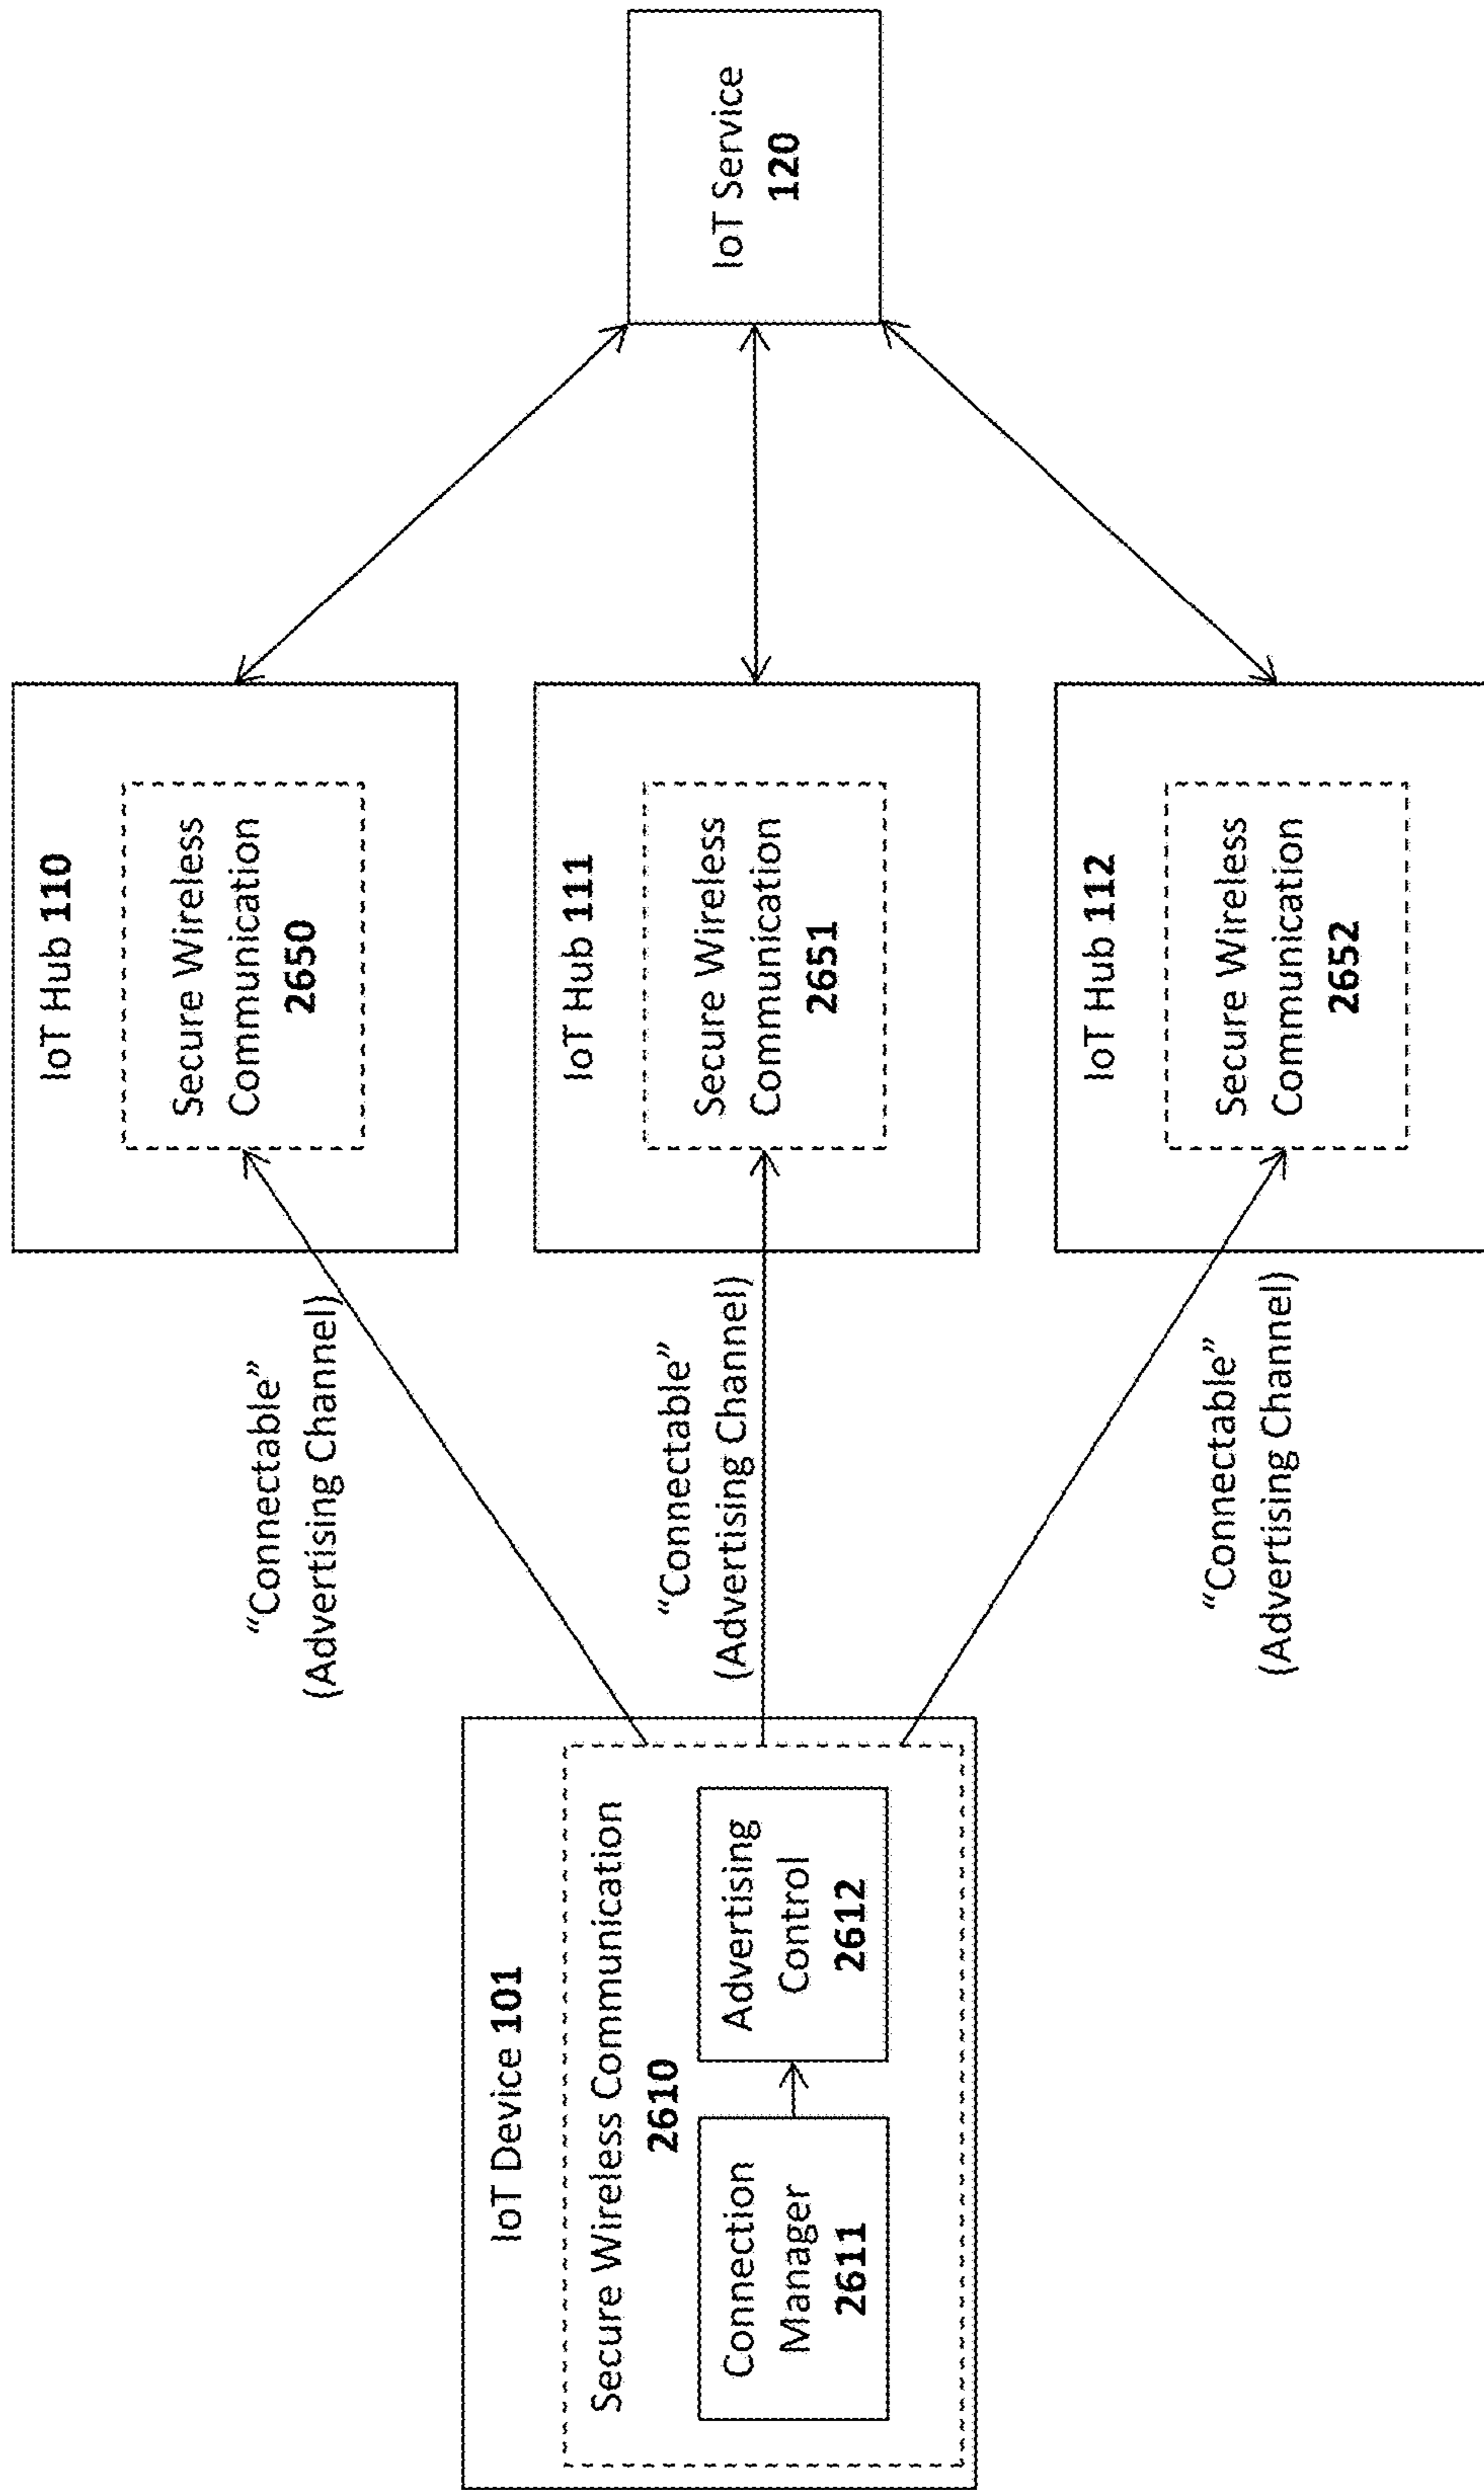 IoT Device 101
Secure Wireless Communication
2610
Connection
Manager
2611
Advertising
Control
2612
“Connectable”
(Advertising Channel)
“Connectable”
(Advertising Channel)
“Connectable”
(Advertising Channel)
IoT Hub 110
Secure Wireless
Communication
2650
IoT Hub 111
Secure Wireless
Communication
2651
IoT Hub 112
Secure Wireless
Communication
2652
IoT Service
120